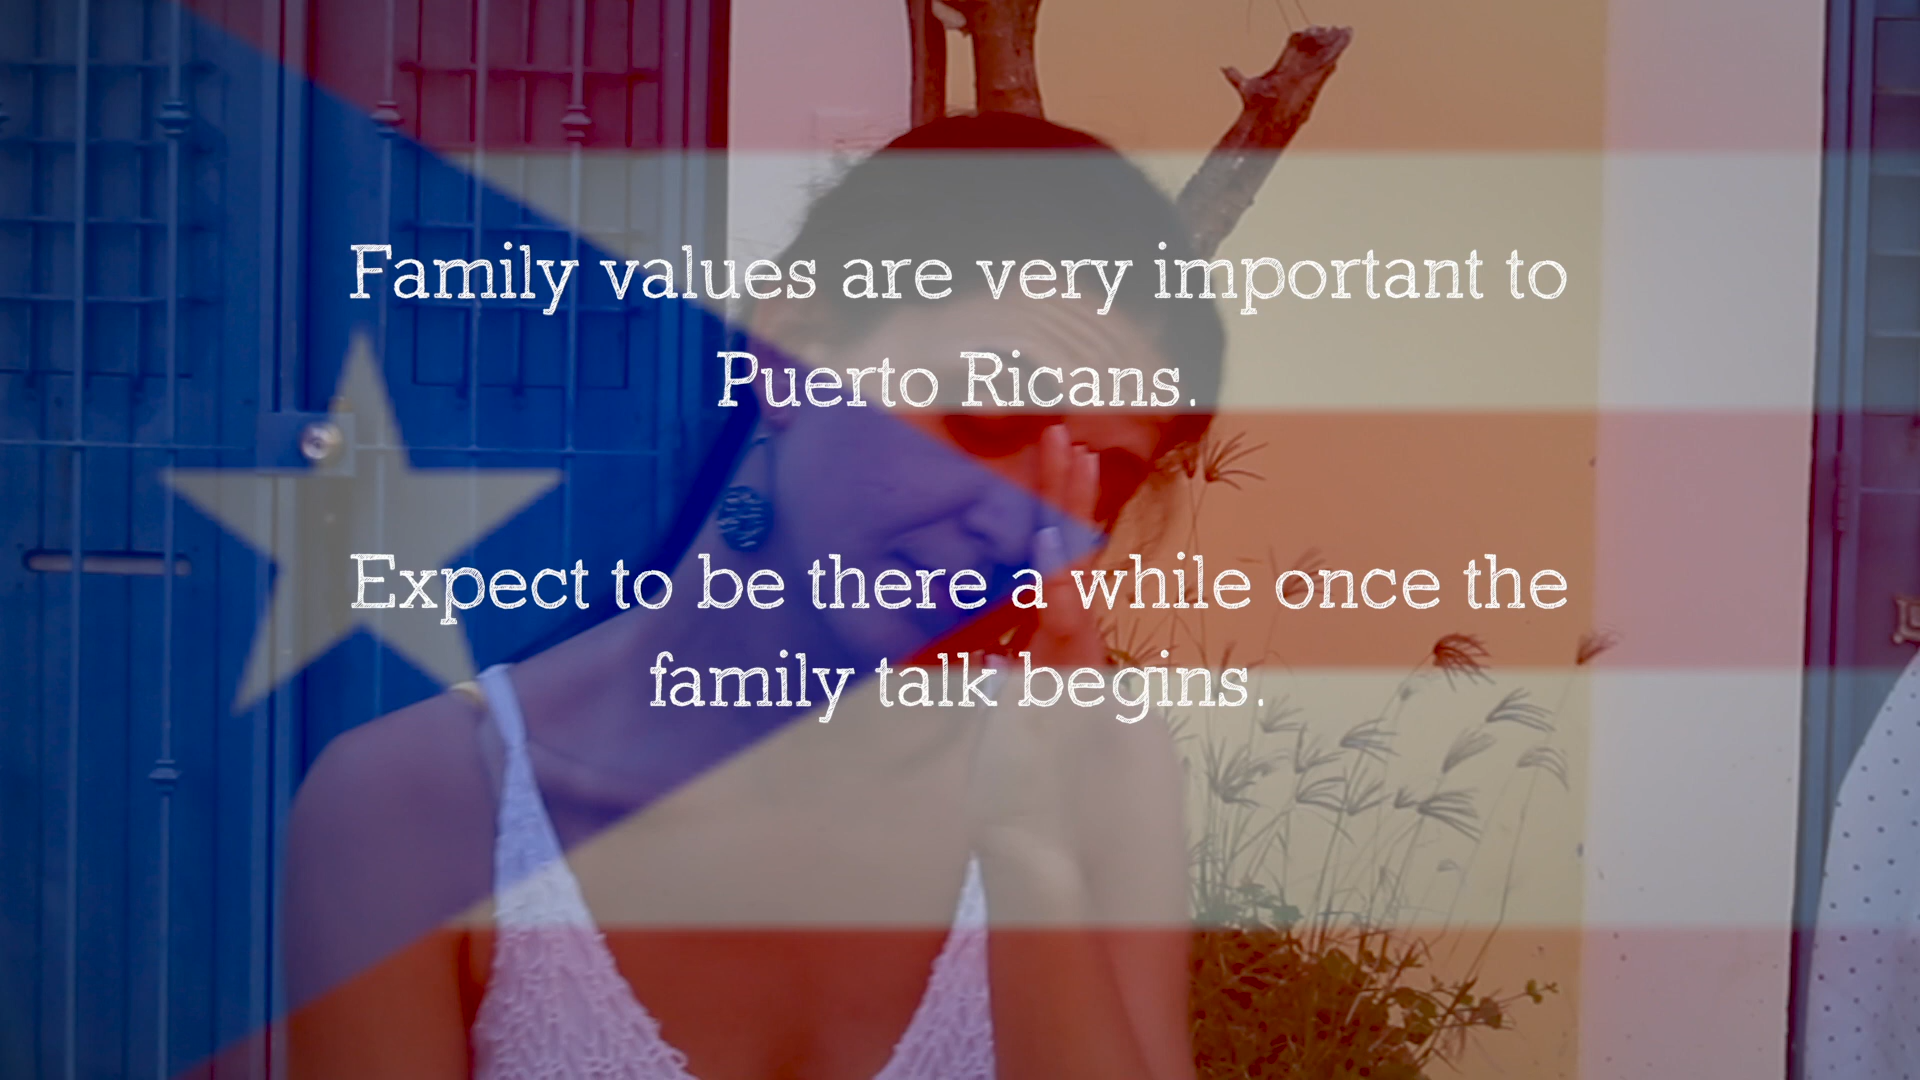 Family values are very important to
Puerto Ricans.
Expect to be there a while once the
family talk begins.